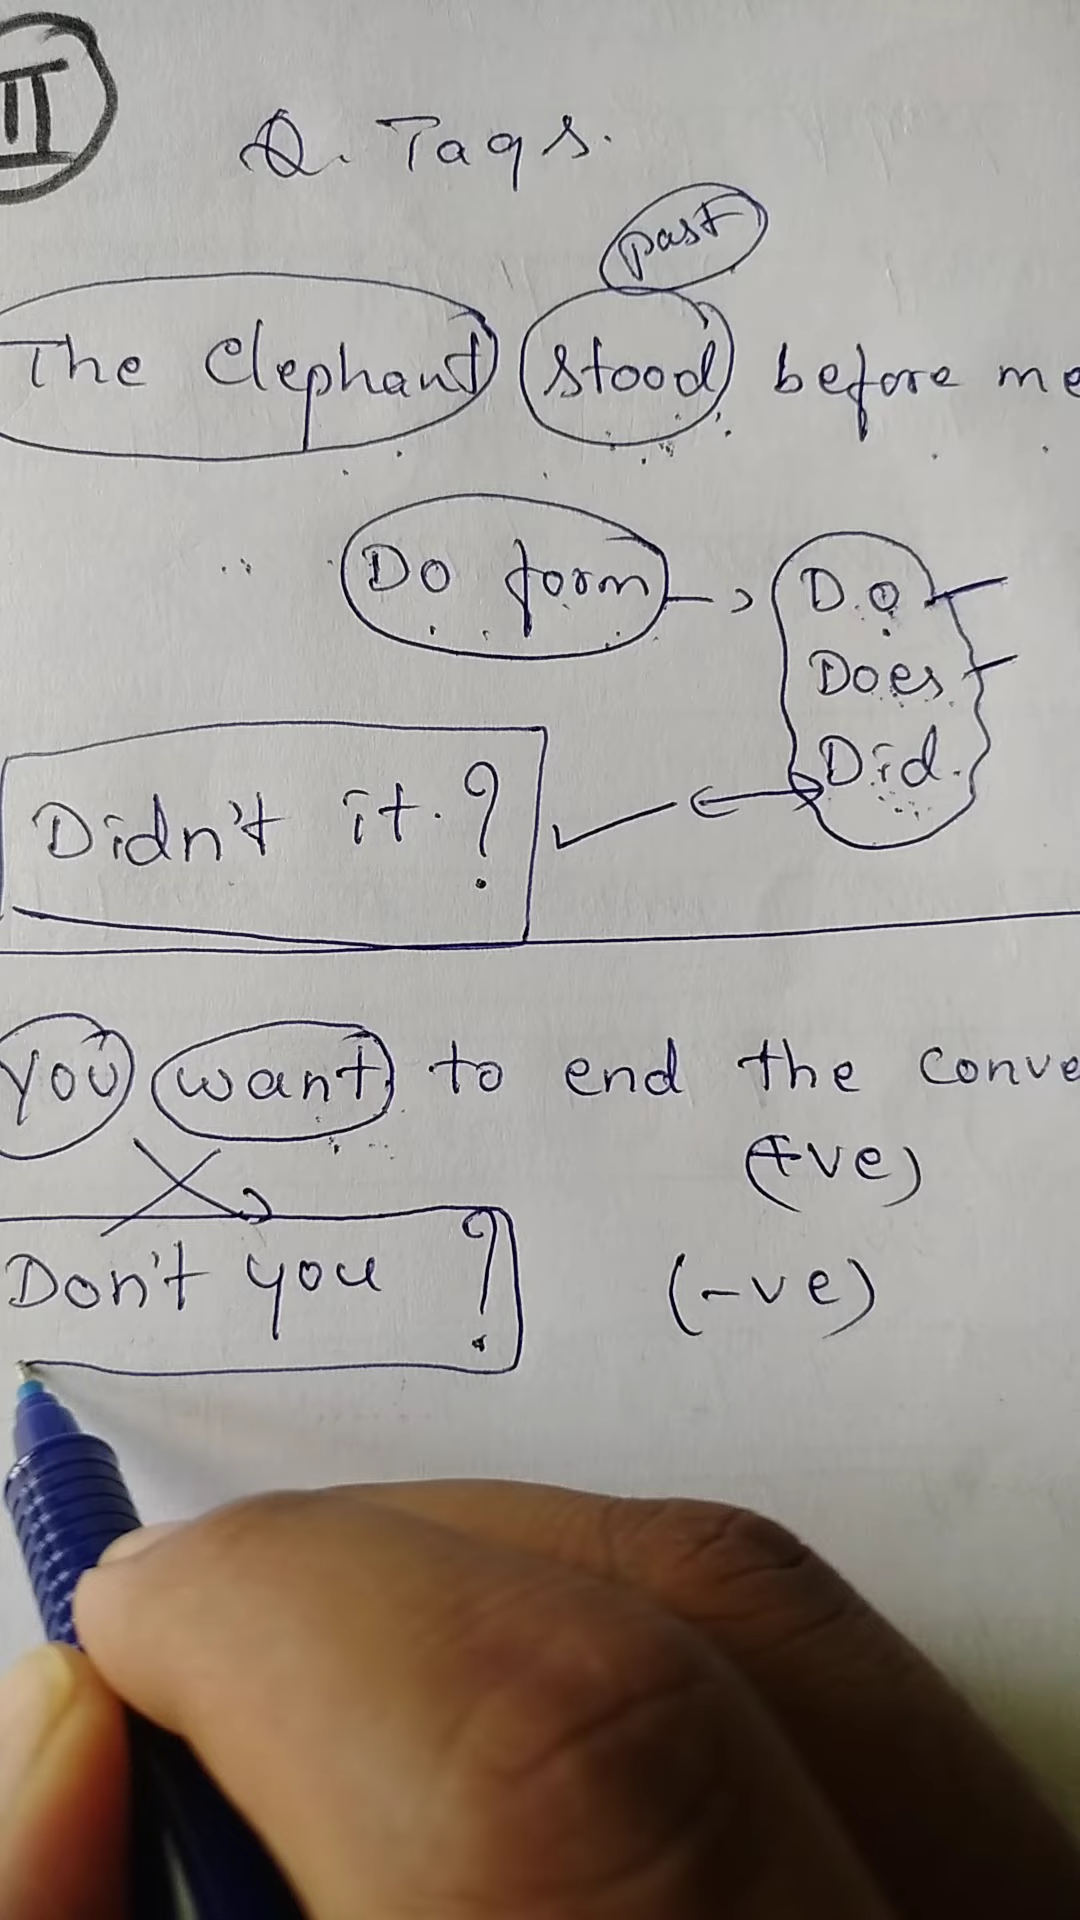 II
Q. Tags.
past
The Elephant stood before me
Do form
Do
Does
Did.
Didn't it.?
You want to end the conve
(+ve)
Don't you ?
(-ve)